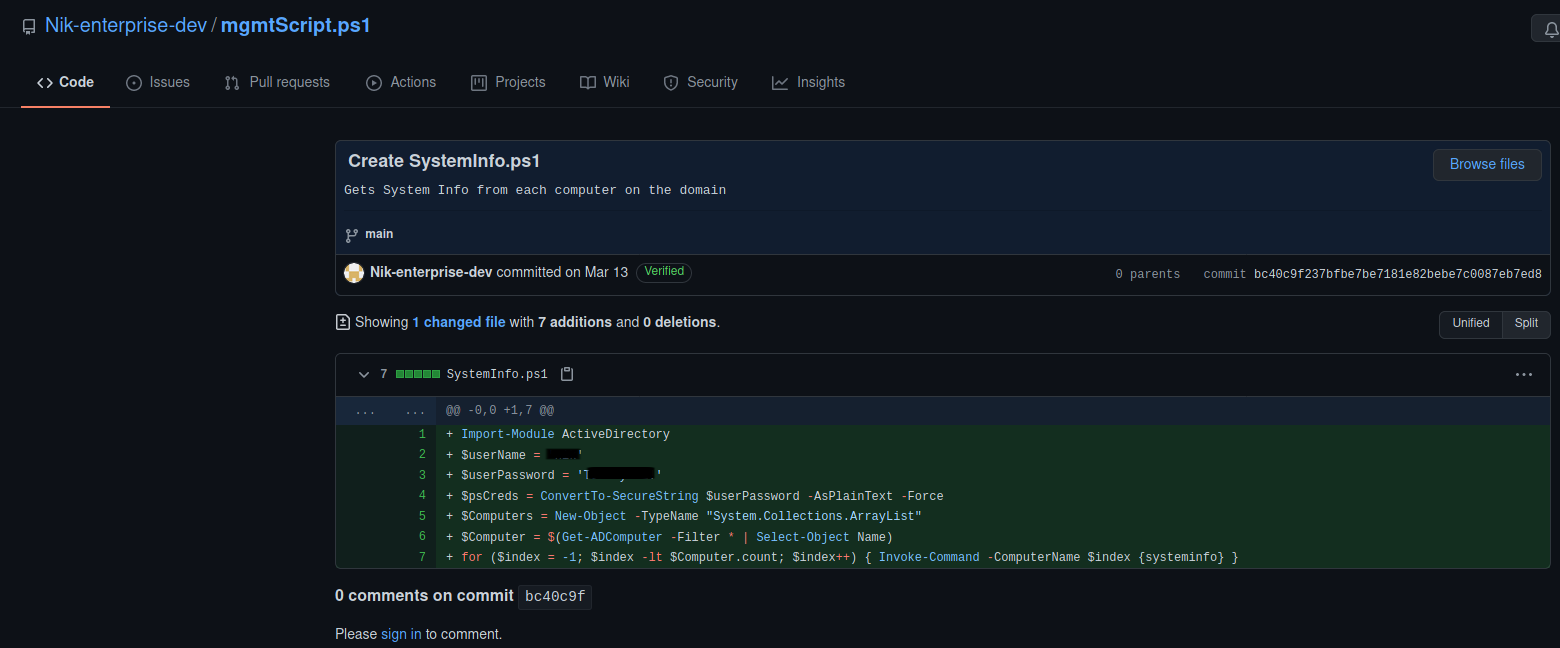 Nik-enterprise-dev / mgmtScript.ps1
Code Issues Pull requests Actions Projects Wiki Security Insights
Create SystemInfo.ps1
Browse files
Gets System Info from each computer on the domain
main
Nik-enterprise-dev committed on Mar 13 Verified
0 parents commit bc40c9f237bfbe7be7181e82bebe7c0087eb7ed8
Showing 1 changed file with 7 additions and 0 deletions.
Unified Split
7 SystemInfo.ps1
... ... @@ -0,0 +1,7 @@
1 + Import-Module ActiveDirectory
2 + $userName = '
3 + $userPassword = ' '
4 + $psCreds = ConvertTo-SecureString $userPassword -AsPlainText -Force
5 + $Computers = New-Object -TypeName "System.Collections.ArrayList"
6 + $Computer = $(Get-ADComputer -Filter * | Select-Object Name)
7 + for ($index = -1; $index -lt $Computer.count; $index++) { Invoke-Command -ComputerName $index {systeminfo} }
0 comments on commit bc40c9f
Please sign in to comment.